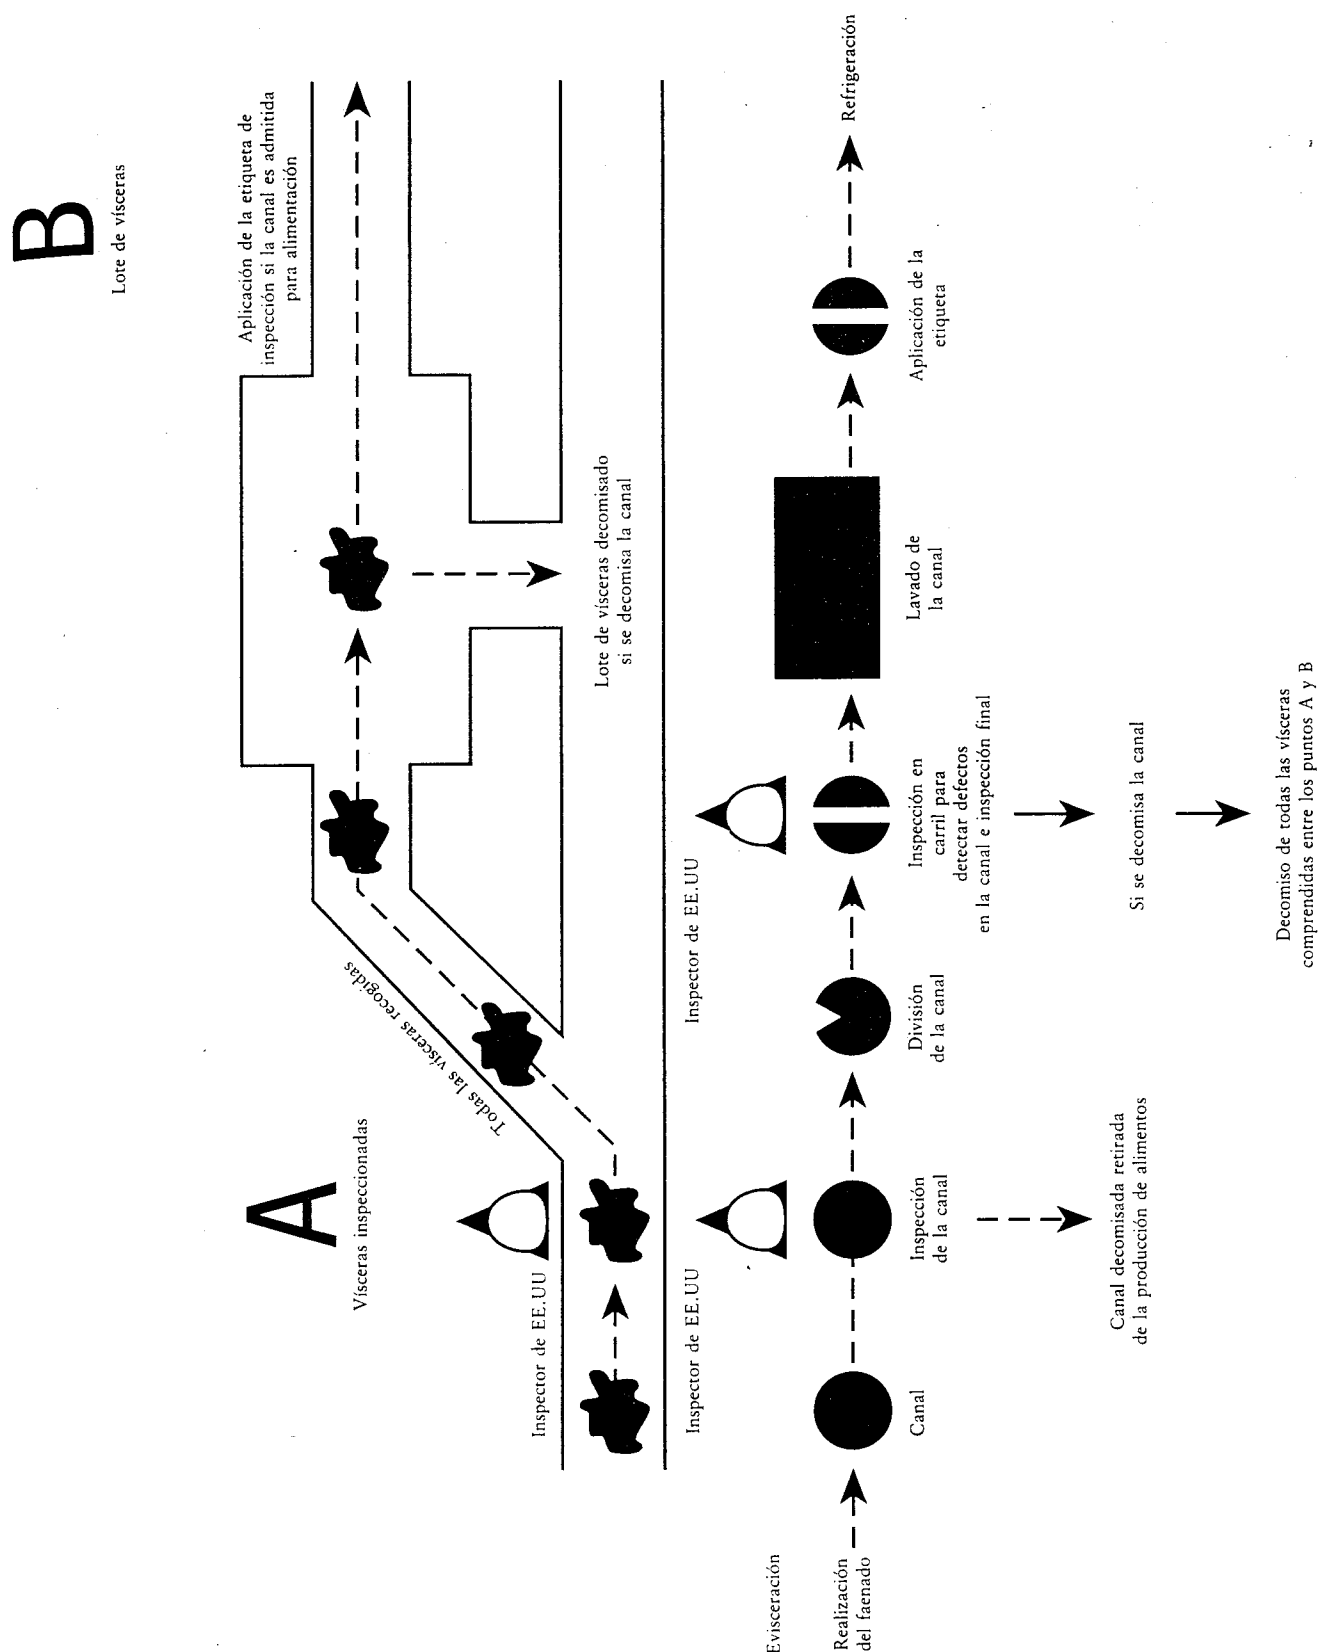 A
Vísceras inspeccionadas
B
Lote de vísceras
Todas las vísceras recogidas
Aplicación de la etiqueta de
inspección si la canal es admitida
para alimentación
Inspector de EE.UU
Lote de vísceras decomisado
si se decomisa la canal
Inspector de EE.UU
Inspector de EE.UU
Evisceración
Realización
del faenado
Canal
Inspección
de la canal
División
de la canal
Inspección en
carril para
detectar defectos
en la canal e inspección final
Lavado de
la canal
Aplicación de la
etiqueta
Refrigeración
Canal decomisada retirada
de la producción de alimentos
Si se decomisa la canal
Decomiso de todas las vísceras
comprendidas entre los puntos A y B